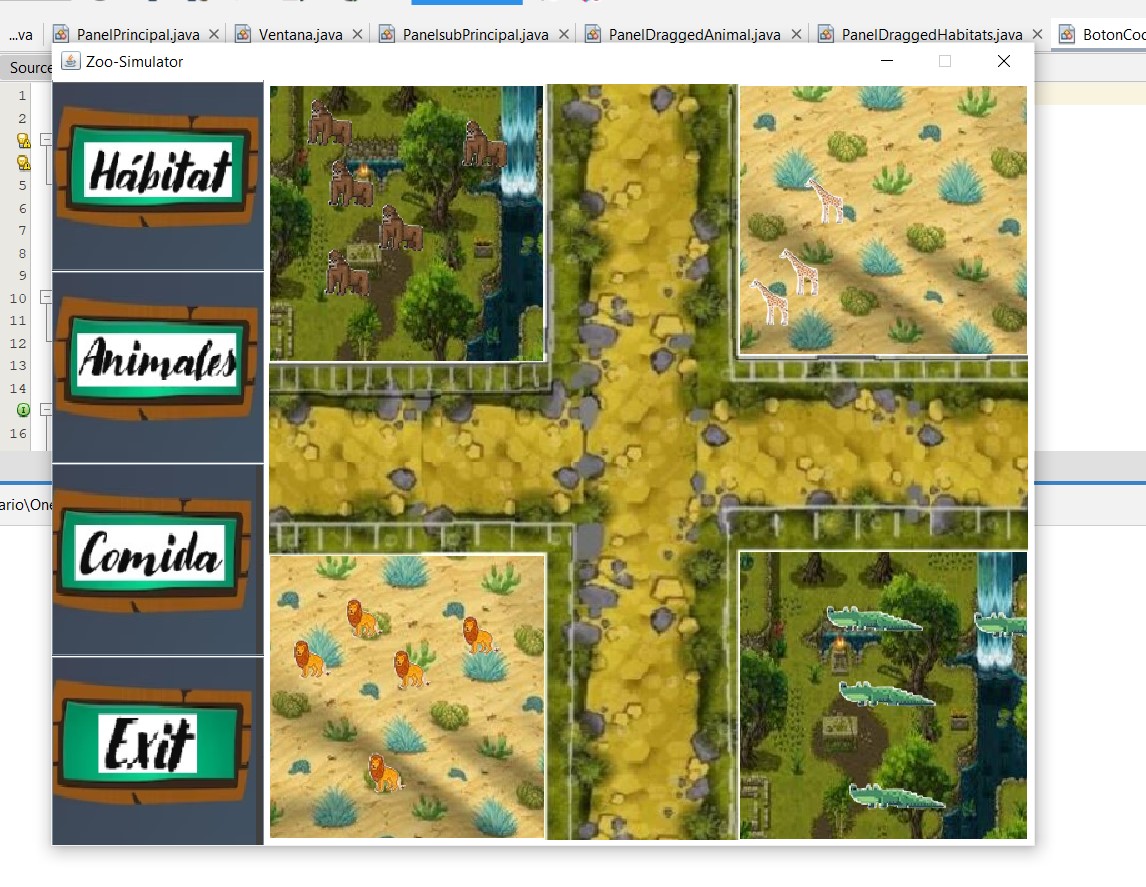 ...va
PanelPrincipal.java
Ventana.java
PanelsubPrincipal.java
PanelDraggedAnimal.java
PanelDraggedHabitats.java
BotonCoc
Source
Zoo-Simulator
1
2
5
6
7
8
9
10
11
12
13
14
16
Hábitat
Animales
Comida
Exit
ario\One